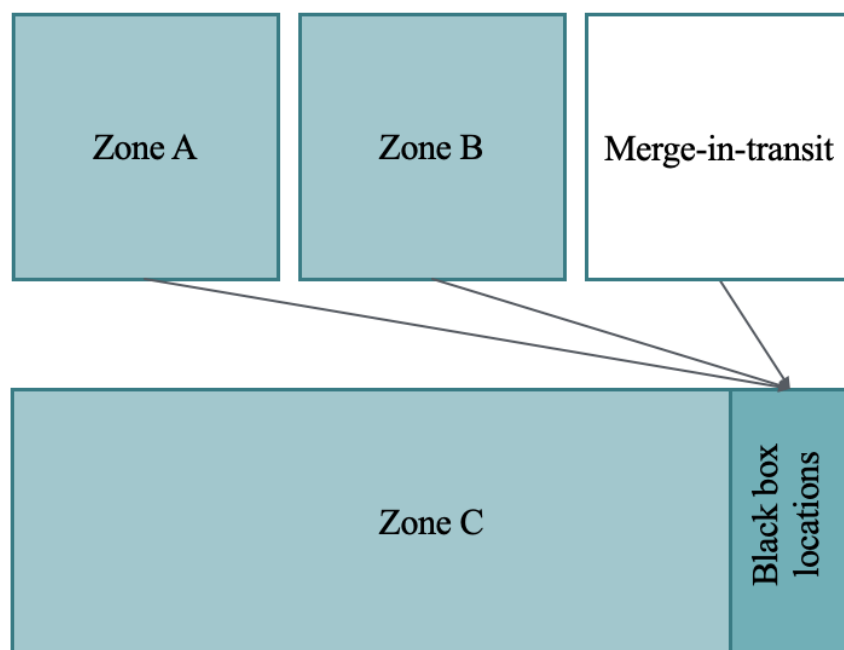 Zone A
Zone B
Merge-in-transit
Zone C
Black box
locations